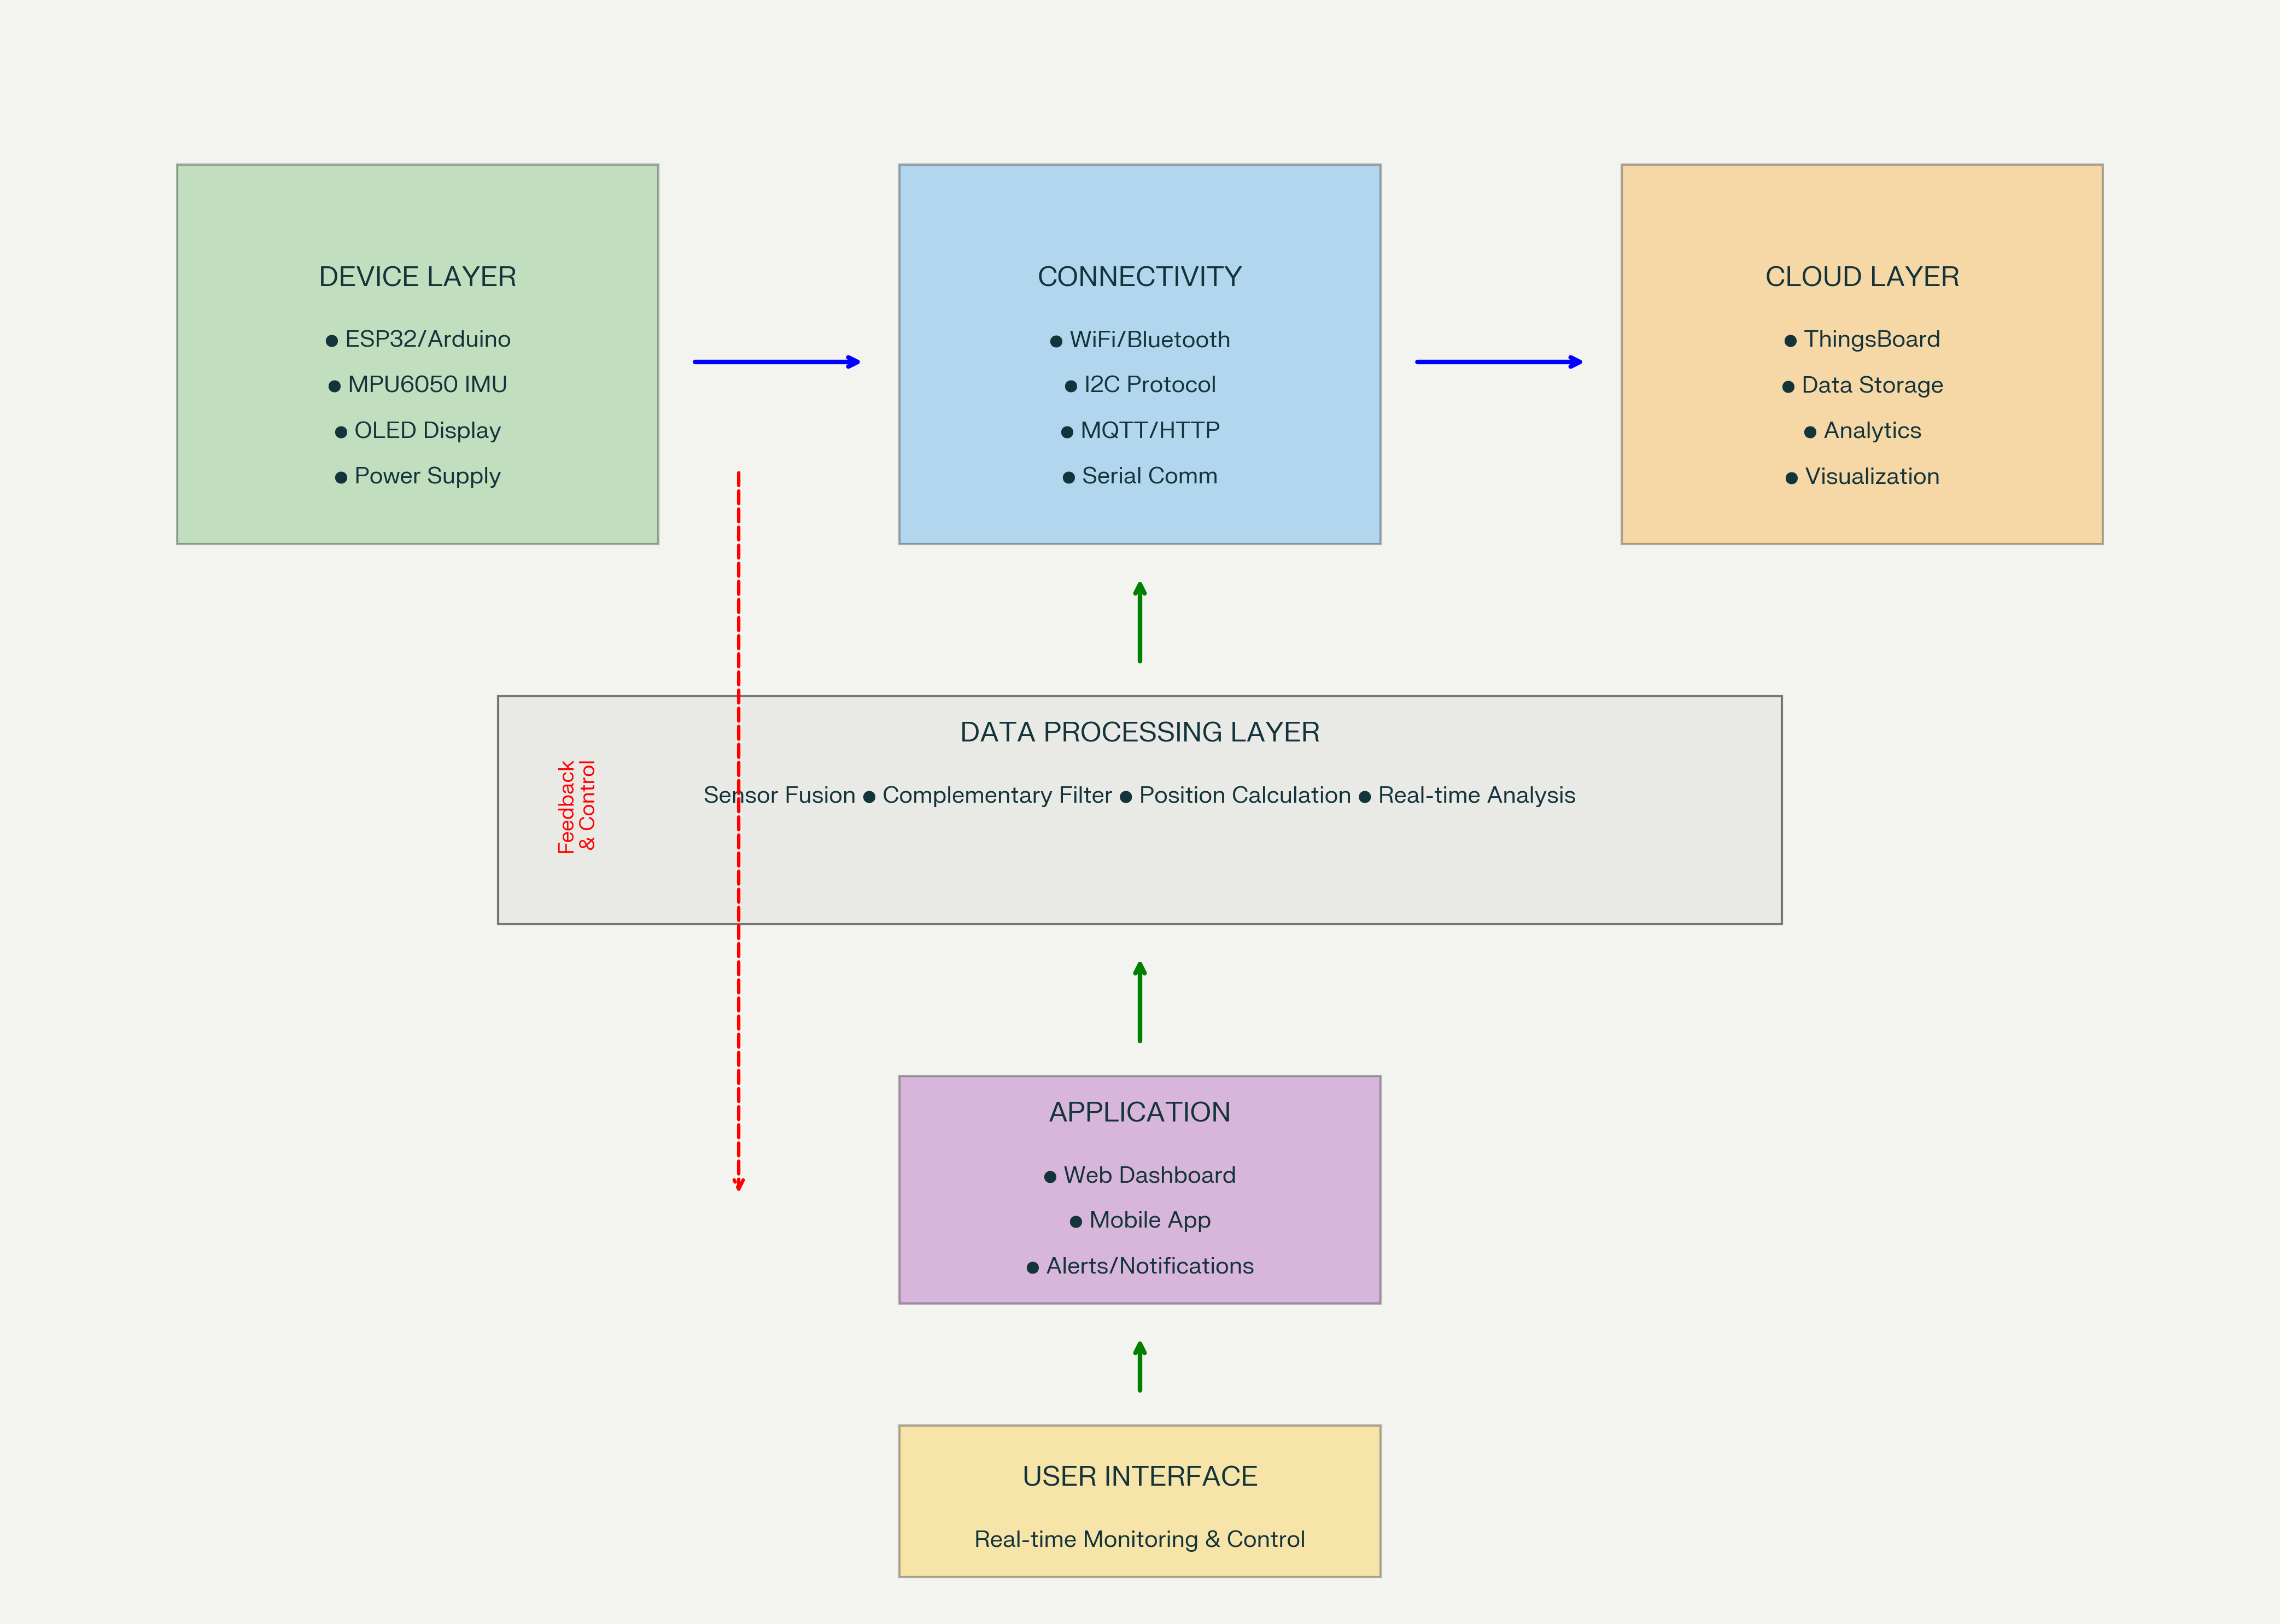 DEVICE LAYER
● ESP32/Arduino
● MPU6050 IMU
● OLED Display
● Power Supply
CONNECTIVITY
● WiFi/Bluetooth
● I2C Protocol
● MQTT/HTTP
● Serial Comm
CLOUD LAYER
● ThingsBoard
● Data Storage
● Analytics
● Visualization
DATA PROCESSING LAYER
Sensor Fusion ● Complementary Filter ● Position Calculation ● Real-time Analysis
Feedback
& Control
APPLICATION
● Web Dashboard
● Mobile App
● Alerts/Notifications
USER INTERFACE
Real-time Monitoring & Control